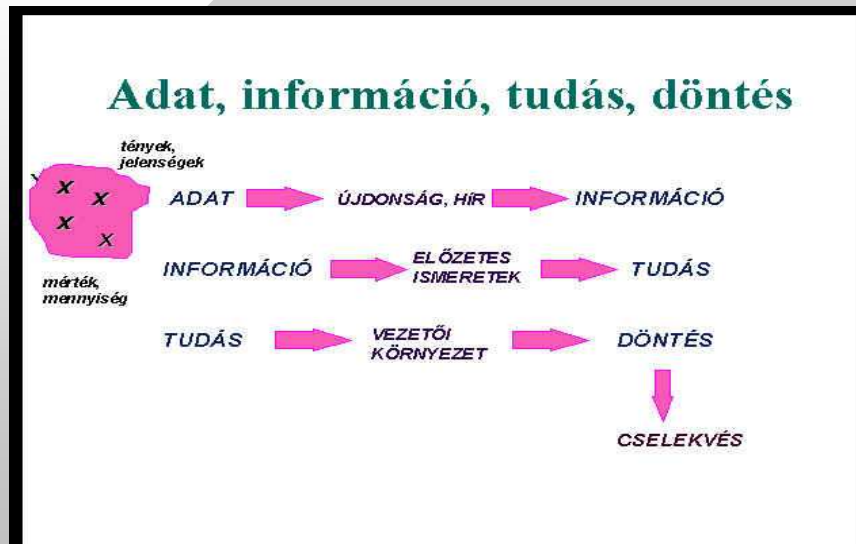 Adat, információ, tudás, döntés
tények,
jelenségek
x x x x
ADAT ÚJDONSÁG, HÍR INFORMÁCIÓ
mérték,
mennyiség
INFORMÁCIÓ ELŐZETES
ISMERETEK TUDÁS
TUDÁS VEZETŐI
KÖRNYEZET DÖNTÉS
CSELEKVÉS